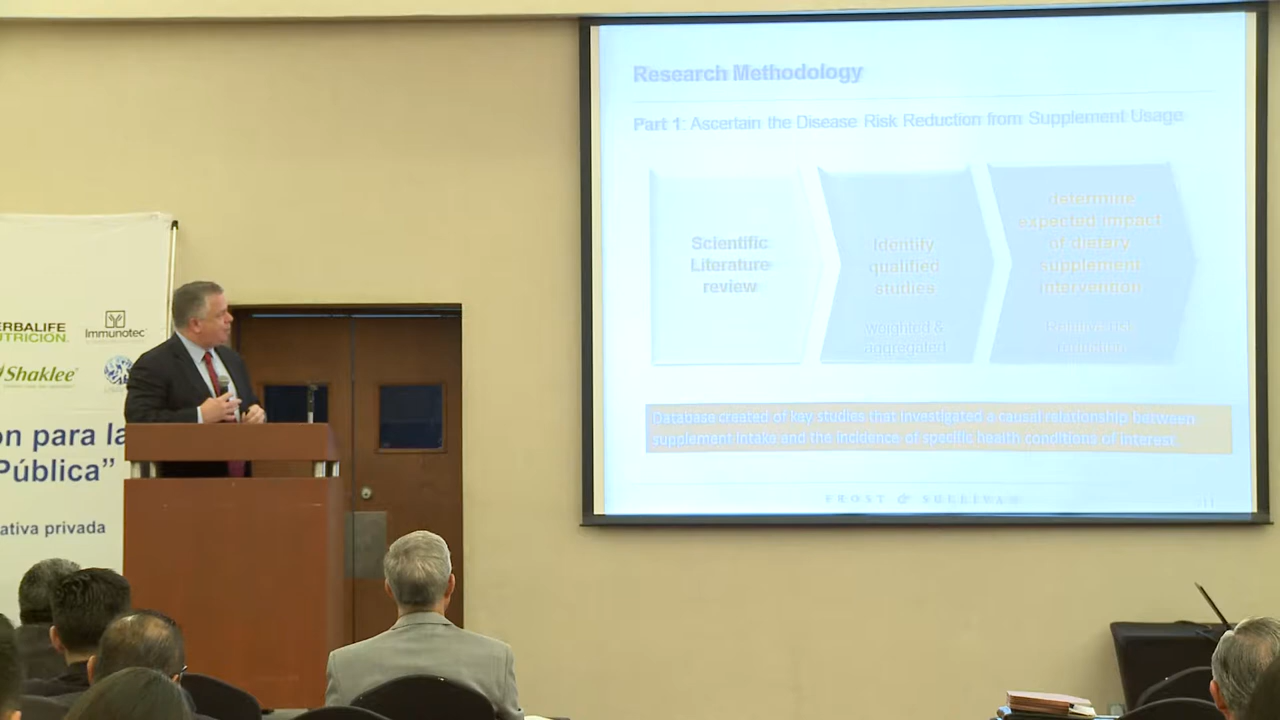 Research Methodology
Part 1: Ascertain the Disease Risk Reduction from Supplement Usage
Scientific
Literature
review
Identify
qualified
studies
weighted &
aggregated
determine
expected impact
of dietary
supplement
intervention
Database created of key studies that investigated a causal relationship between
supplement intake and the incidence of specific health conditions of interest.
FROST & SULLIVAN
ERBALIFE
UTRICION.
Immunotec
Shaklee
ón para la
Pública”
ativa privada